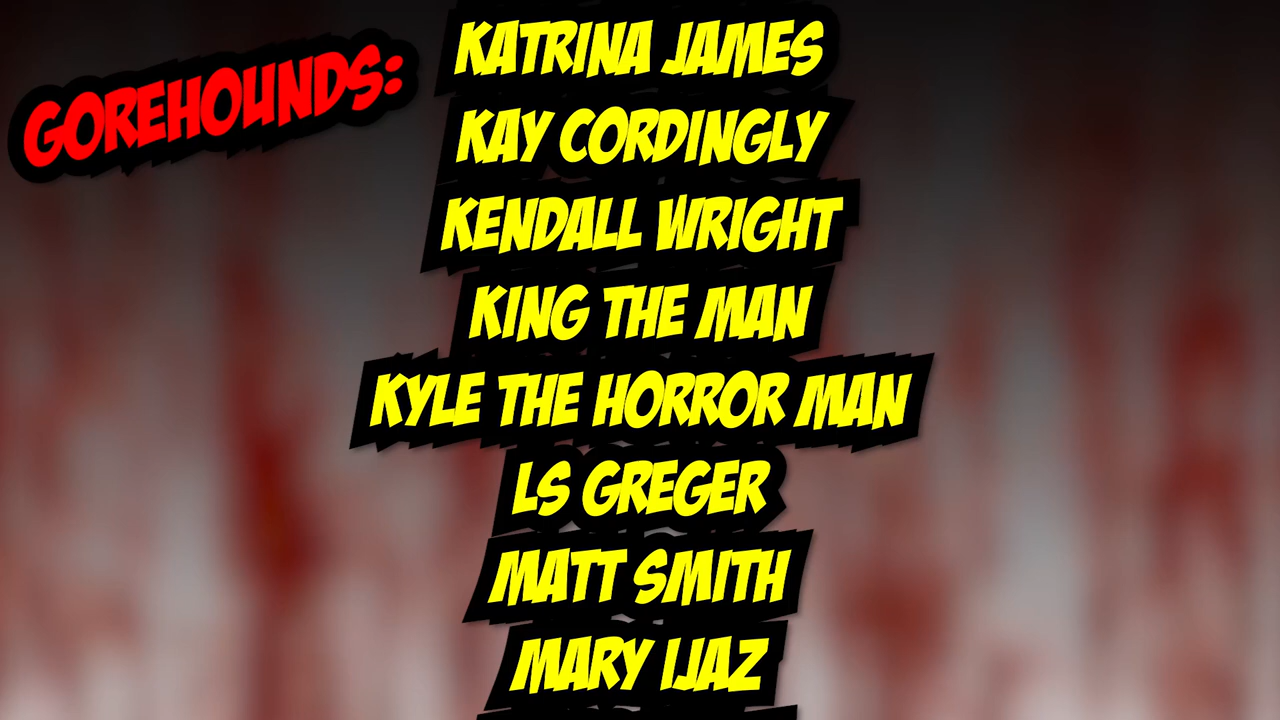 GOREHOUNDS:
KATRINA JAMES
KAY CORDINGLY
KENDALL WRIGHT
KING THE MAN
KYLE THE HORROR MAN
LS GREGER
MATT SMITH
MARY IJAZ